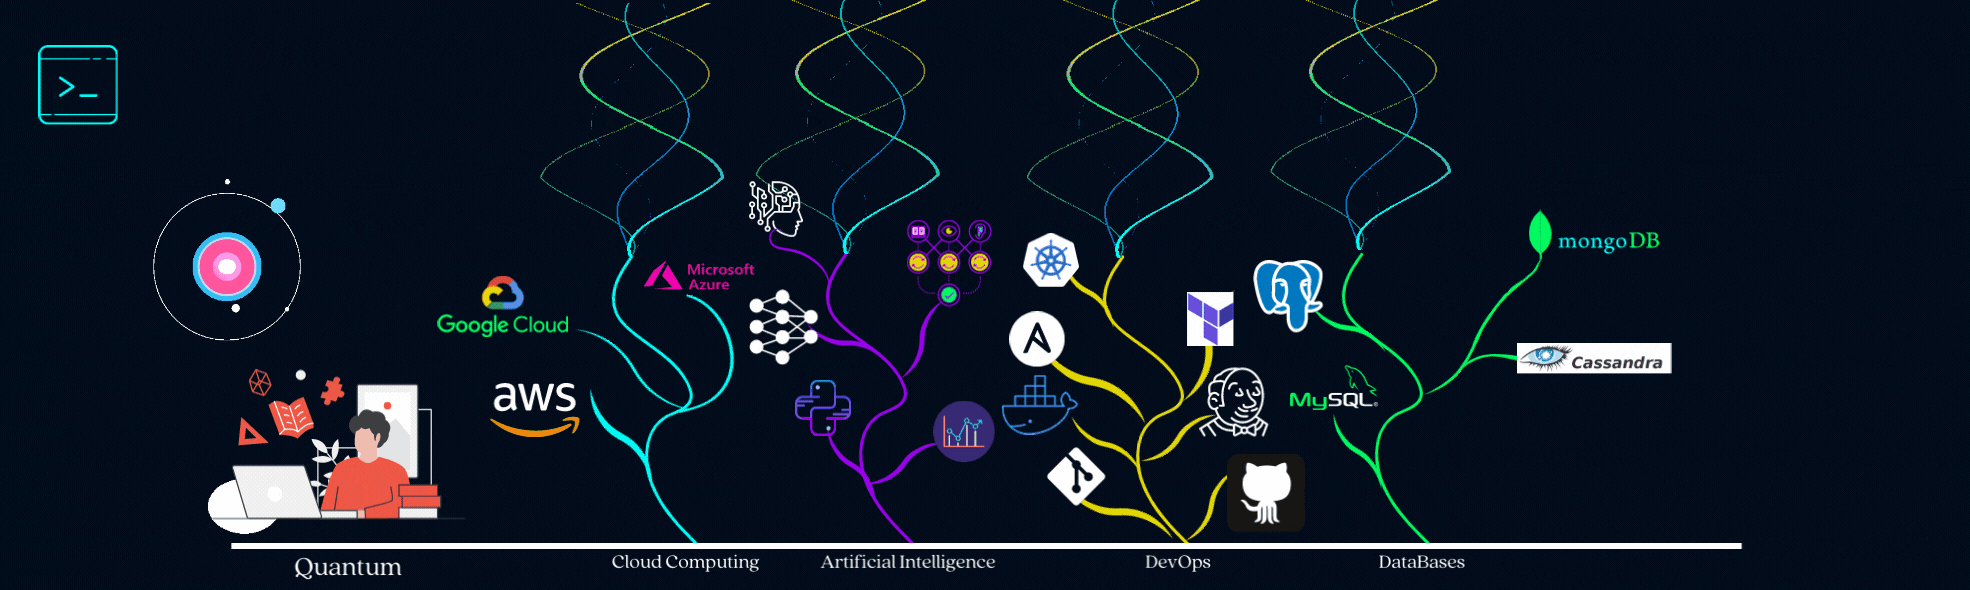 >_
Microsoft
Azure
Google Cloud
aws
mongoDB
Cassandra
MySQL®
Quantum
Cloud Computing
Artificial Intelligence
DevOps
DataBases